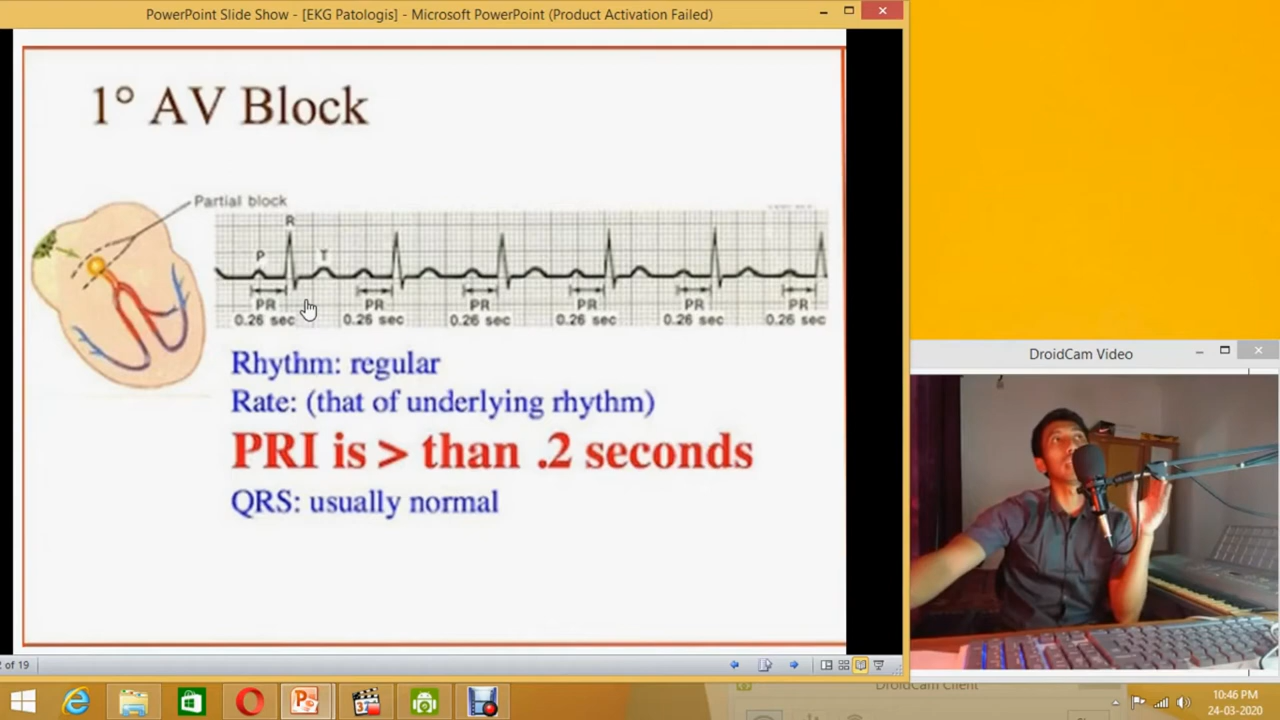 PowerPoint Slide Show - [EKG Patologis] - Microsoft PowerPoint (Product Activation Failed)
1° AV Block
Partial block
R
P
T
PR PR PR PR PR PR
0.26 sec 0.26 sec 0.26 sec 0.26 sec 0.26 sec 0.26 sec
Rhythm: regular
Rate: (that of underlying rhythm)
PRI is > than .2 seconds
QRS: usually normal
DroidCam Video
of 19
DroidCam Client
10:46 PM
24-03-2020